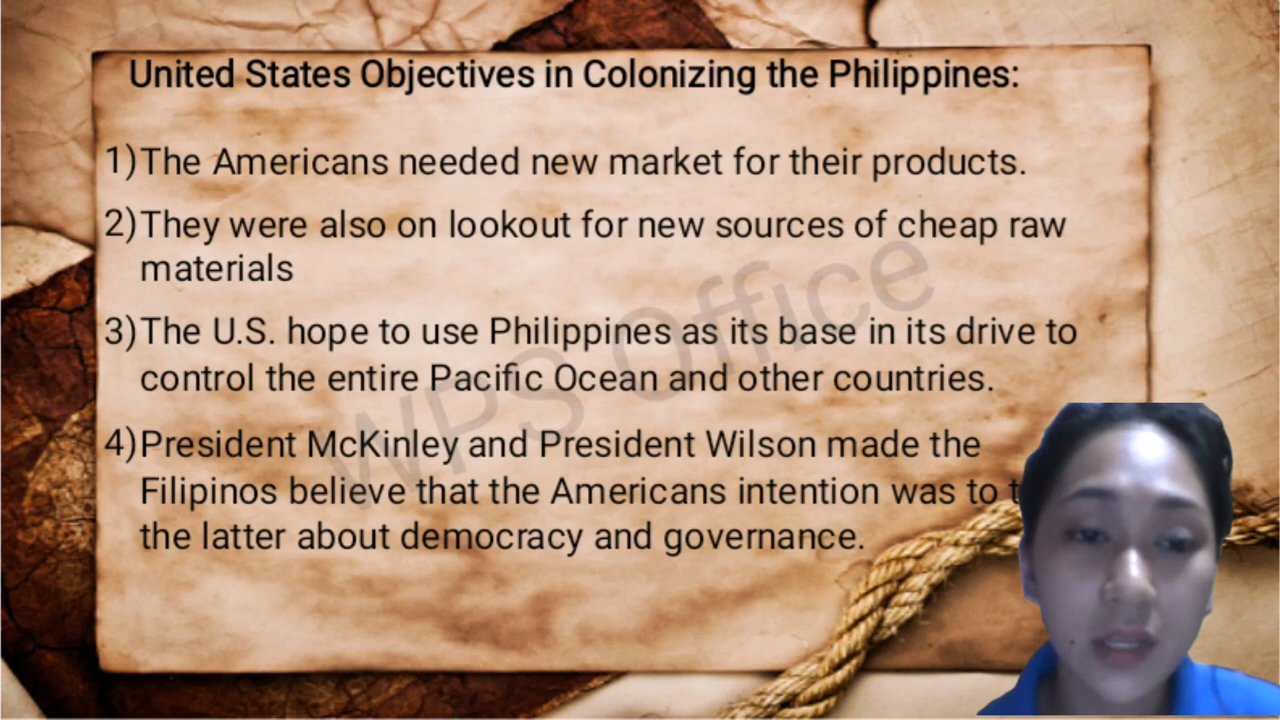 United States Objectives in Colonizing the Philippines:
1)The Americans needed new market for their products.
2)They were also on lookout for new sources of cheap raw
materials
3)The U.S. hope to use Philippines as its base in its drive to
control the entire Pacific Ocean and other countries.
4)President McKinley and President Wilson made the
Filipinos believe that the Americans intention was to
the latter about democracy and governance.
WPS Office